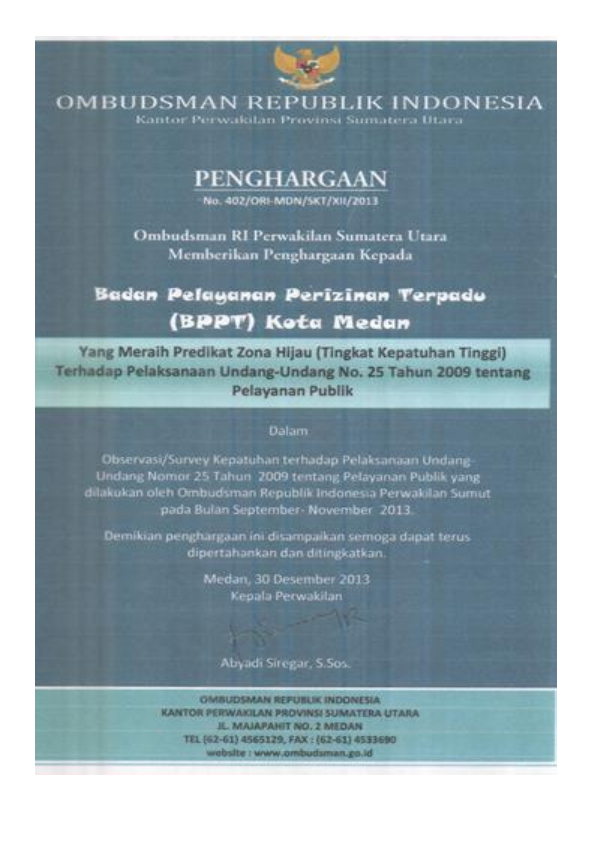 OMBUDSMAN REPUBLIK INDONESIA
Kantor Perwakilan Provinsi Sumatera Utara
PENGHARGAAN
No. 402/ORI-MDN/SKT/XII/2013
Ombudsman RI Perwakilan Sumatera Utara
Memberikan Penghargaan Kepada
Badan Pelayanan Perizinan Terpadu
(BPPT) Kota Medan
Yang Meraih Predikat Zona Hijau (Tingkat Kepatuhan Tinggi)
Terhadap Pelaksanaan Undang-Undang No. 25 Tahun 2009 tentang
Pelayanan Publik
Dalam
Observasi/Survey Kepatuhan terhadap Pelaksanaan Undang-
Undang Nomor 25 Tahun 2009 tentang Pelayanan Publik yang
dilakukan oleh Ombudsman Republik Indonesia Perwakilan Sumut
pada Bulan September- November 2013.
Demikian penghargaan ini disampaikan semoga dapat terus
dipertahankan dan ditingkatkan.
Medan, 30 Desember 2013
Kepala Perwakilan
Abyadi Siregar, S.Sos.
OMBUDSMAN REPUBLIK INDONESIA
KANTOR PERWAKILAN PROVINSI SUMATERA UTARA
JL. MAJAPAHIT NO. 2 MEDAN
TEL (62-61) 4565129, FAX : (62-61) 4533690
website : www.ombudsman.go.id